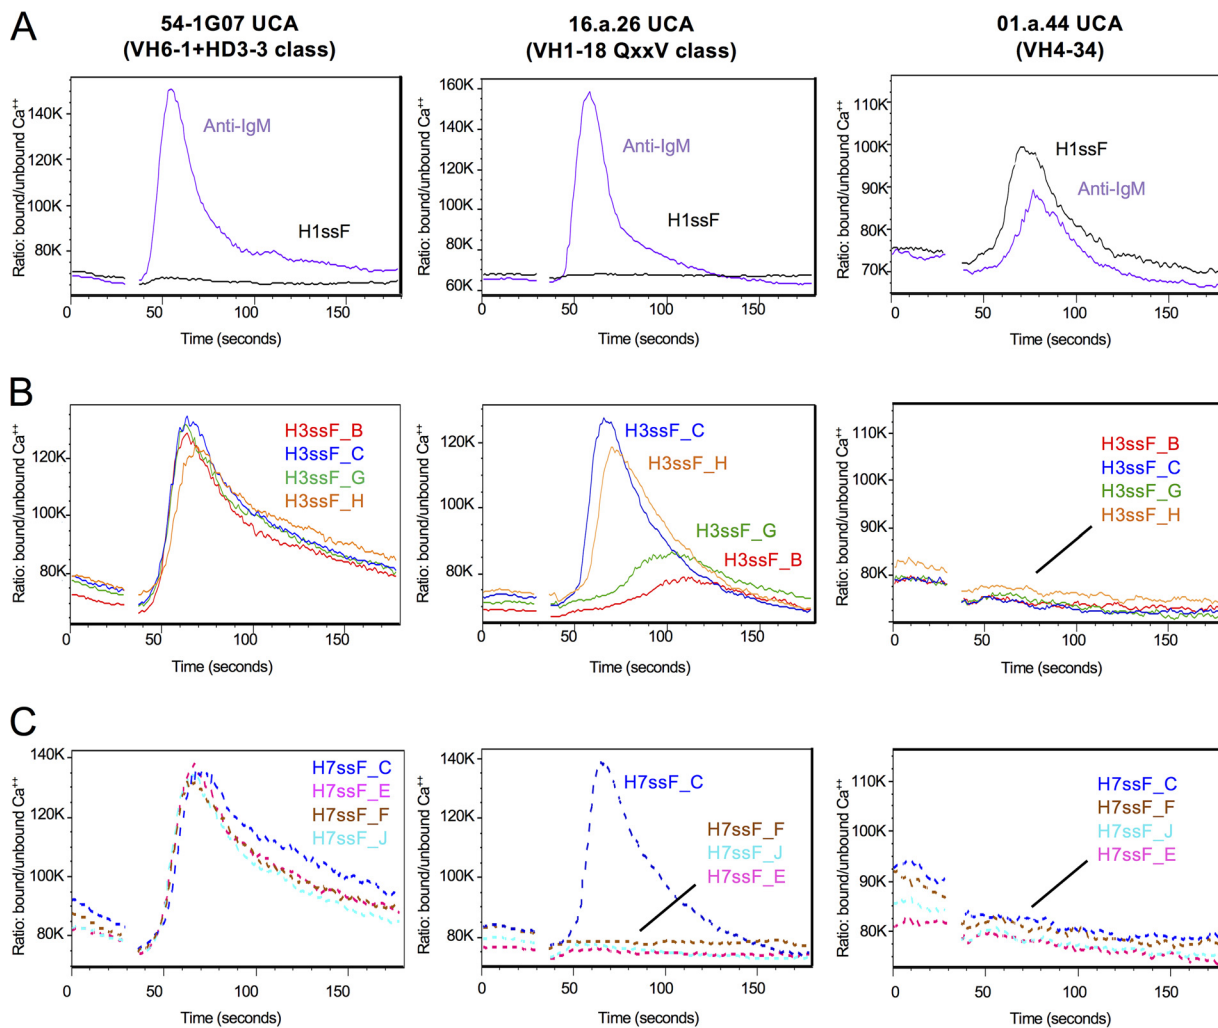 A
54-1G07 UCA
(VH6-1+HD3-3 class)
16.a.26 UCA
(VH1-18 QxxV class)
01.a.44 UCA
(VH4-34)
Ratio: bound/unbound Ca++
140K
120K
100K
80K
Anti-IgM
H1ssF
0
50
100
150
Time (seconds)
Ratio: bound/unbound Ca++
160K
140K
120K
100K
80K
60K
Anti-IgM
H1ssF
0
50
100
150
Time (seconds)
Ratio: bound/unbound Ca++
110K
100K
90K
80K
70K
H1ssF
Anti-IgM
0
50
100
150
Time (seconds)
B
Ratio: bound/unbound Ca++
120K
100K
80K
H3ssF_B
H3ssF_C
H3ssF_G
H3ssF_H
0
50
100
150
Time (seconds)
Ratio: bound/unbound Ca++
120K
100K
80K
H3ssF_C
H3ssF_H
H3ssF_G
H3ssF_B
0
50
100
150
Time (seconds)
Ratio: bound/unbound Ca++
110K
100K
90K
80K
H3ssF_B
H3ssF_C
H3ssF_G
H3ssF_H
0
50
100
150
Time (seconds)
C
Ratio: bound/unbound Ca++
140K
120K
100K
80K
H7ssF_C
H7ssF_E
H7ssF_F
H7ssF_J
0
50
100
150
Time (seconds)
Ratio: bound/unbound Ca++
140K
120K
100K
80K
H7ssF_C
H7ssF_F
H7ssF_J
H7ssF_E
0
50
100
150
Time (seconds)
Ratio: bound/unbound Ca++
110K
100K
90K
80K
H7ssF_C
H7ssF_F
H7ssF_J
H7ssF_E
0
50
100
150
Time (seconds)